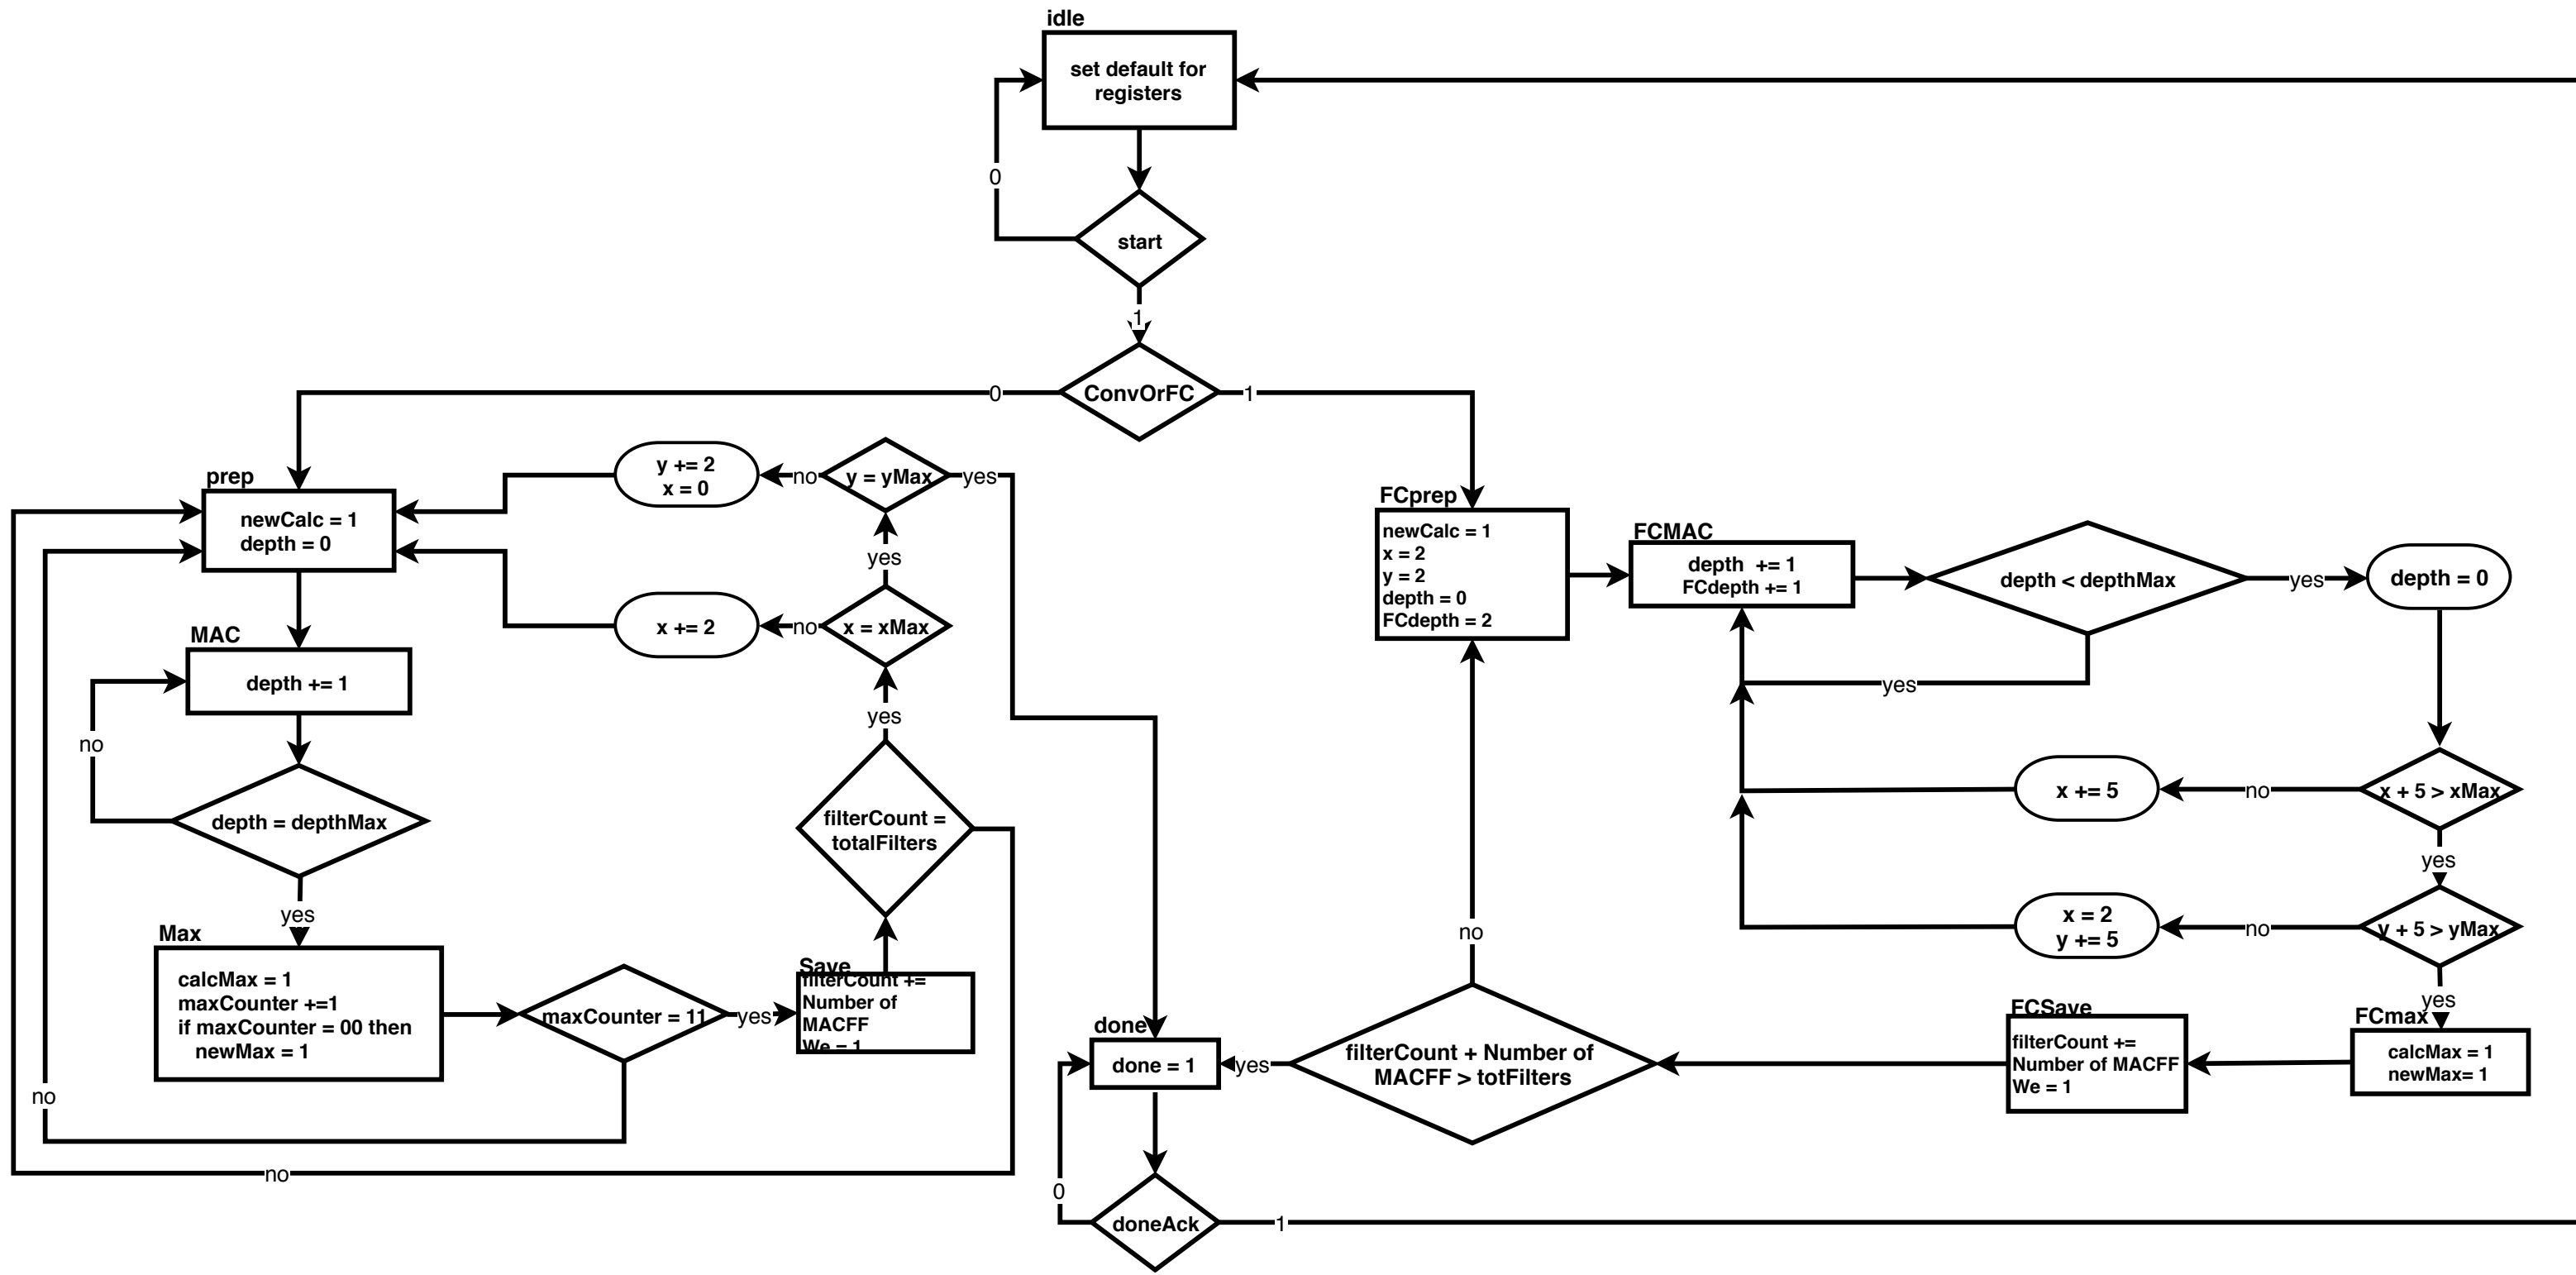 idle
set default for
registers
0
start
1
ConvOrFC
0
1
prep
newCalc = 1
depth = 0
y += 2
x = 0
no
y = yMax
yes
yes
x += 2
no
x = xMax
yes
MAC
depth += 1
no
depth = depthMax
yes
filterCount =
totalFilters
Max
calcMax = 1
maxCounter +=1
if maxCounter = 00 then
newMax = 1
maxCounter = 11
yes
Save
filterCount +=
Number of
MACFF
We = 1
no
no
FCprep
newCalc = 1
x = 2
y = 2
depth = 0
FCdepth = 2
FCMAC
depth += 1
FCdepth += 1
depth < depthMax
yes
depth = 0
yes
x += 5
no
x + 5 > xMax
yes
x = 2
y += 5
no
y + 5 > yMax
yes
FCmax
calcMax = 1
newMax= 1
FCSave
filterCount +=
Number of MACFF
We = 1
no
filterCount + Number of
MACFF > totFilters
yes
done
done = 1
0
doneAck
1